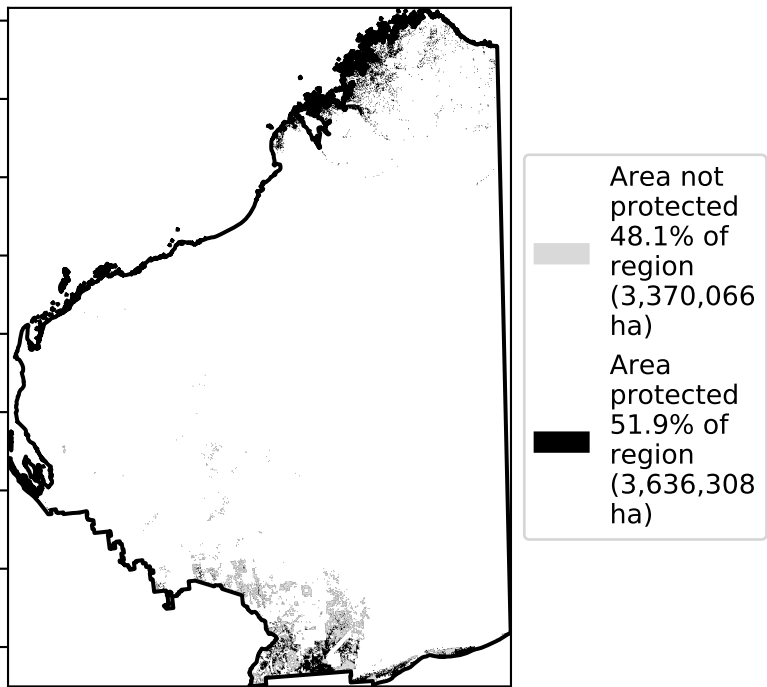 Area not
protected
48.1% of
region
(3,370,066
ha)
Area
protected
51.9% of
region
(3,636,308
ha)